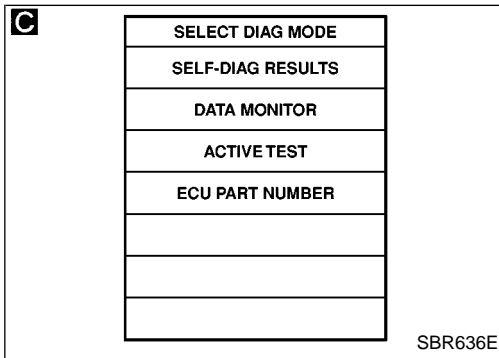 C
SELECT DIAG MODE
SELF-DIAG RESULTS
DATA MONITOR
ACTIVE TEST
ECU PART NUMBER
SBR636E